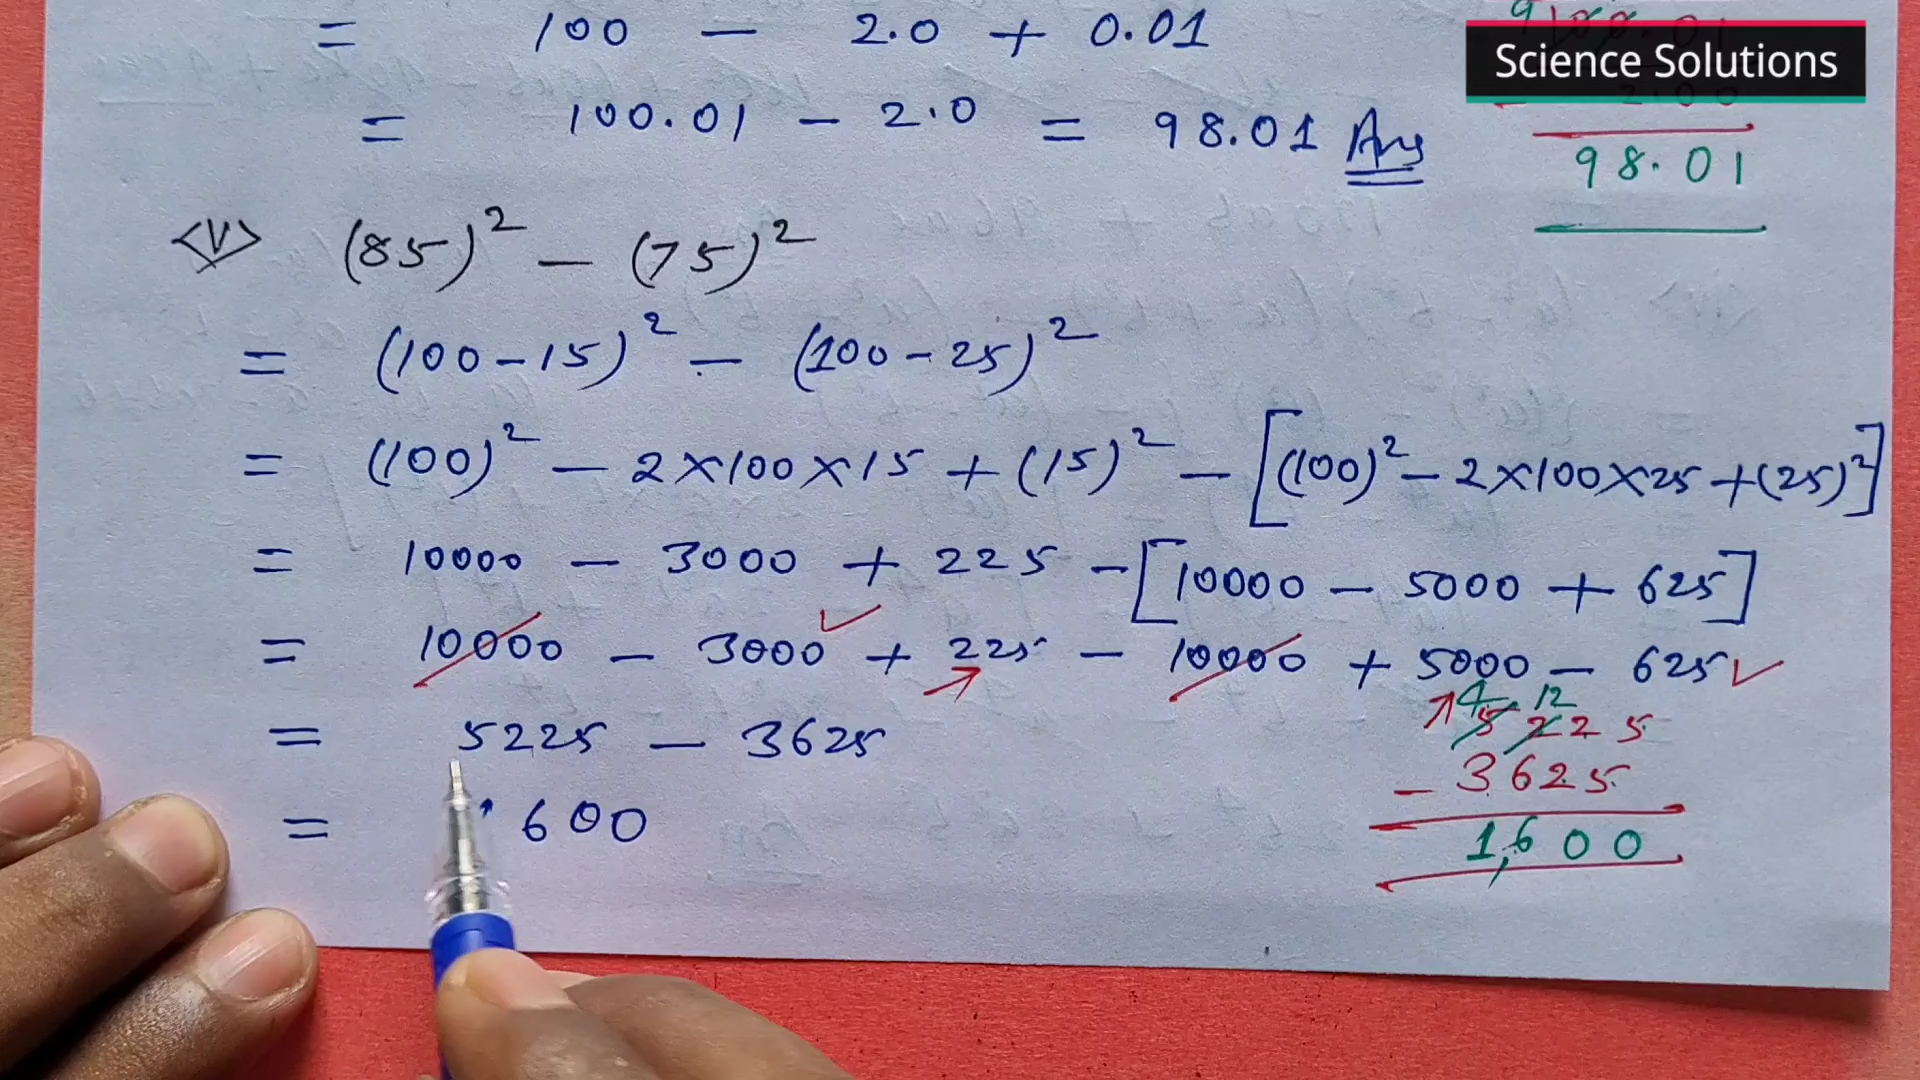 = 100 - 2.0 + 0.01
= 100.01 - 2.0 = 98.01 Ans
Science Solutions
98.01
<V> (85)² - (75)²
= (100-15)² - (100-25)²
= (100)² - 2×100×15 + (15)² - [(100)² - 2×100×25 + (25)²]
= 10000 - 3000 + 225 - [10000 - 5000 + 625]
= 10000 - 3000 + 225 - 10000 + 5000 - 625
= 5225 - 3625
= 1600
4 12
5225
- 3625
1,600